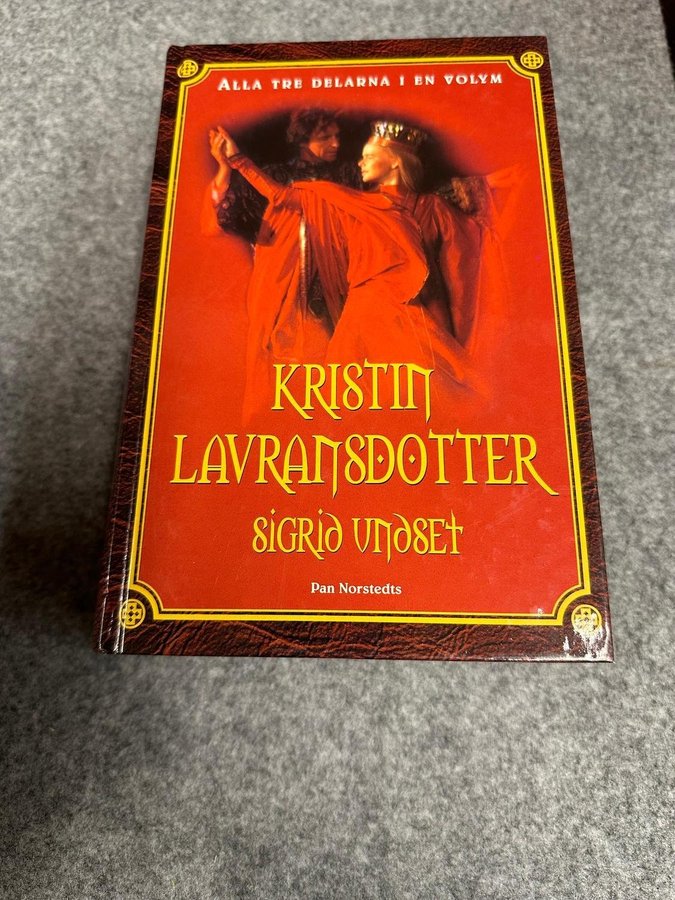 ALLA TRE DELARNA I EN VOLYM
KRISTIN
LAVRANSDOTTER
SIGRID UNDSET
Pan Norstedts